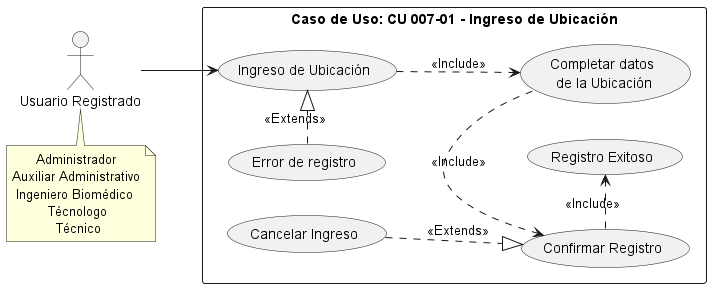 Caso de Uso: CU 007-01 - Ingreso de Ubicación
Usuario Registrado
Administrador
Auxiliar Administrativo
Ingeniero Biomédico
Técnologo
Técnico
Ingreso de Ubicación
«Include»
Completar datos
de la Ubicación
«Extends»
Error de registro
«Include»
Registro Exitoso
«Include»
Cancelar Ingreso
«Extends»
Confirmar Registro